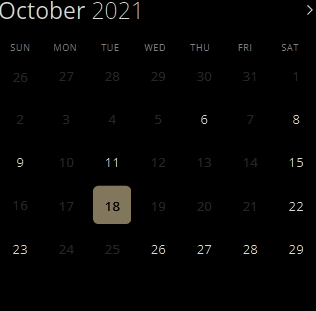 October 2021
SUN MON TUE WED THU FRI SAT
26 27 28 29 30 31 1
2 3 4 5 6 7 8
9 10 11 12 13 14 15
16 17 18 19 20 21 22
23 24 25 26 27 28 29